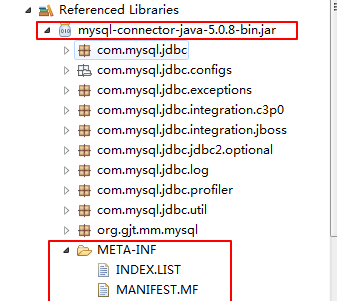 Referenced Libraries
mysql-connector-java-5.0.8-bin.jar
com.mysql.jdbc
com.mysql.jdbc.configs
com.mysql.jdbc.exceptions
com.mysql.jdbc.integration.c3p0
com.mysql.jdbc.integration.jboss
com.mysql.jdbc.jdbc2.optional
com.mysql.jdbc.log
com.mysql.jdbc.profiler
com.mysql.jdbc.util
org.gjt.mm.mysql
META-INF
INDEX.LIST
MANIFEST.MF